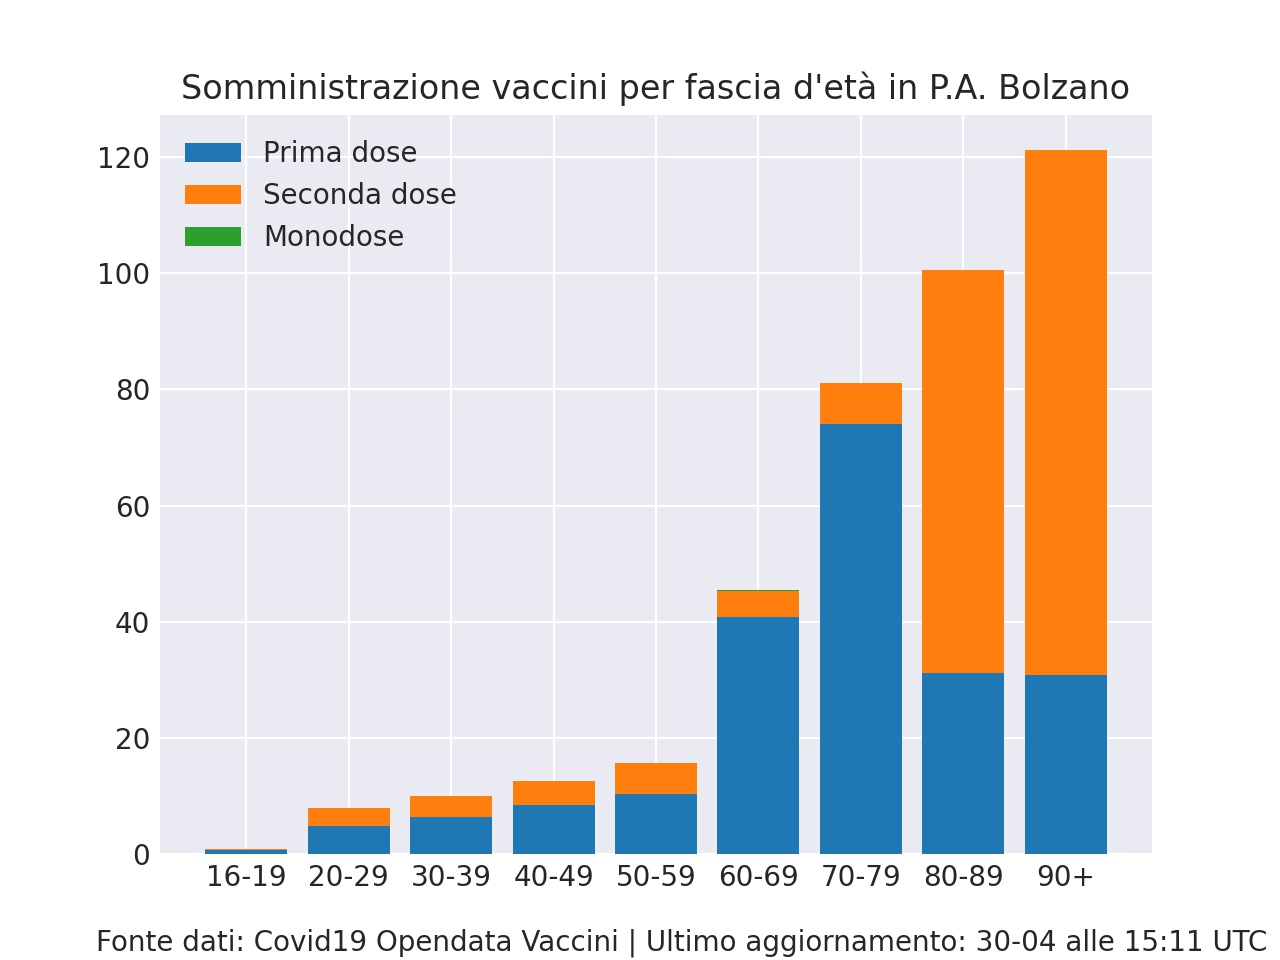 Somministrazione vaccini per fascia d'età in P.A. Bolzano
Prima dose
Seconda dose
Monodose
120
100
80
60
40
20
0
16-19 20-29 30-39 40-49 50-59 60-69 70-79 80-89 90+
Fonte dati: Covid19 Opendata Vaccini | Ultimo aggiornamento: 30-04 alle 15:11 UTC